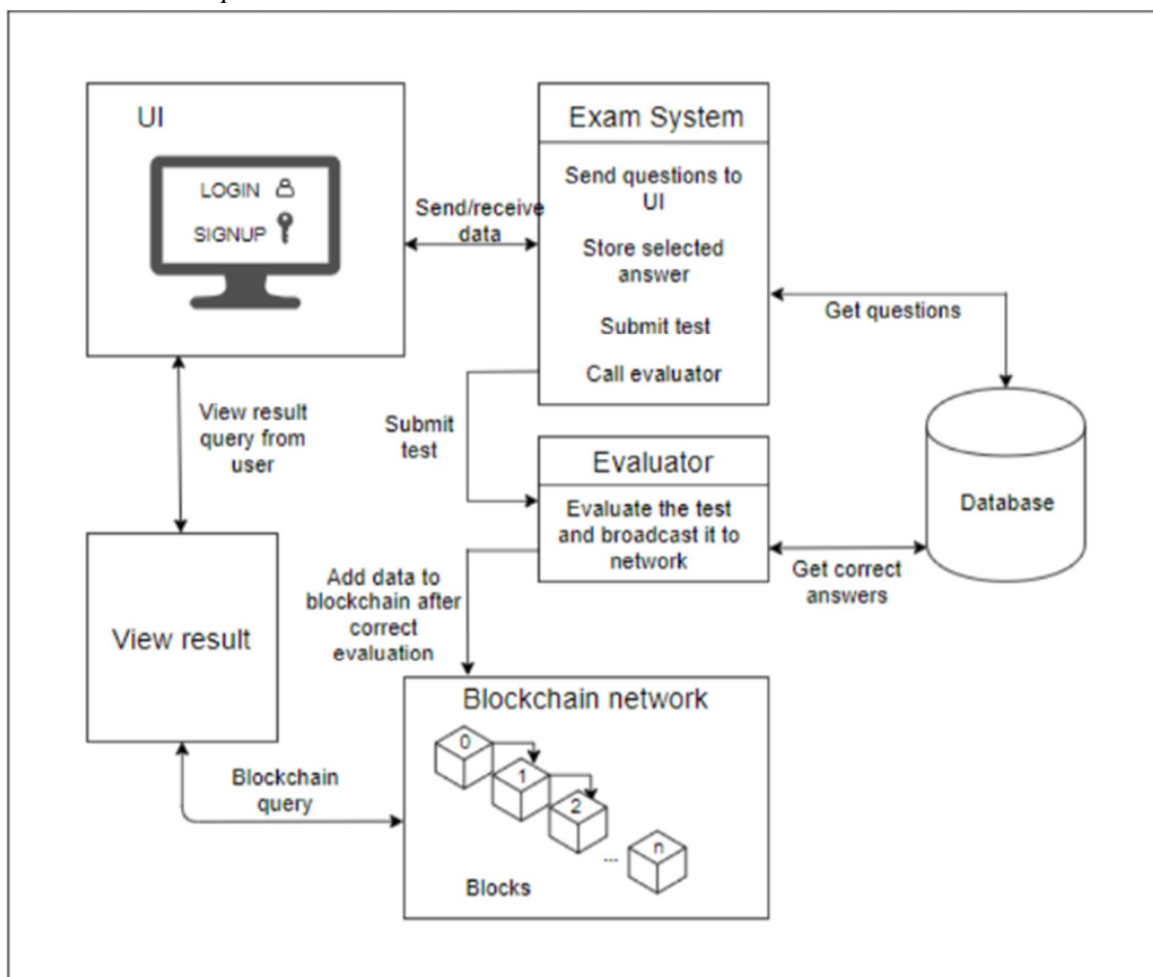 UI
LOGIN
SIGNUP
Send/receive
data
Exam System
Send questions to
UI
Store selected
answer
Submit test
Call evaluator
Get questions
View result
query from
user
Submit
test
Evaluator
Evaluate the test
and broadcast it to
network
Database
Get correct
answers
Add data to
blockchain after
correct
evaluation
View result
Blockchain
query
Blockchain network
0
1
2
...
n
Blocks